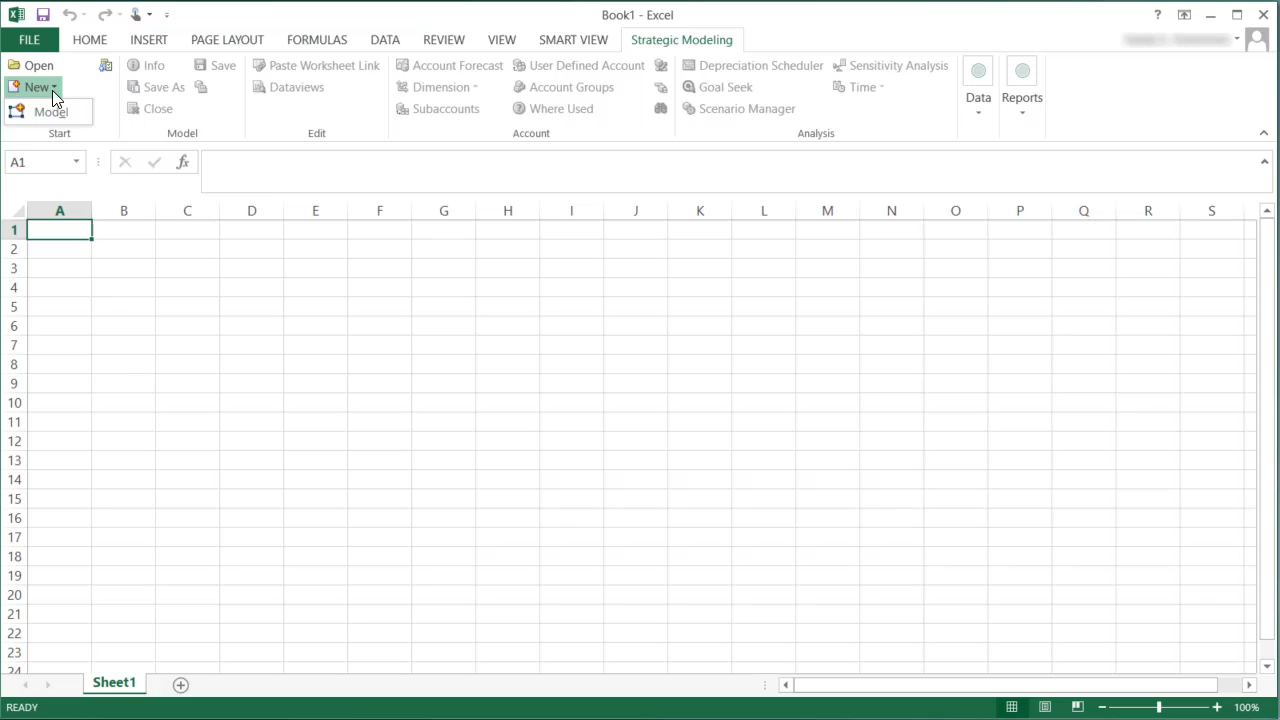 Book1 - Excel
?
FILE HOME INSERT PAGE LAYOUT FORMULAS DATA REVIEW VIEW SMART VIEW Strategic Modeling
Open Info Save Paste Worksheet Link Account Forecast User Defined Account Depreciation Scheduler Sensitivity Analysis
New Save As Dataviews Dimension Account Groups Goal Seek Time Data Reports
Model Close Subaccounts Where Used Scenario Manager
Start Model Edit Account Analysis
A1 fx
A B C D E F G H I J K L M N O P Q R S
1
2
3
4
5
6
7
8
9
10
11
12
13
14
15
16
17
18
19
20
21
22
23
24
Sheet1
READY 100%